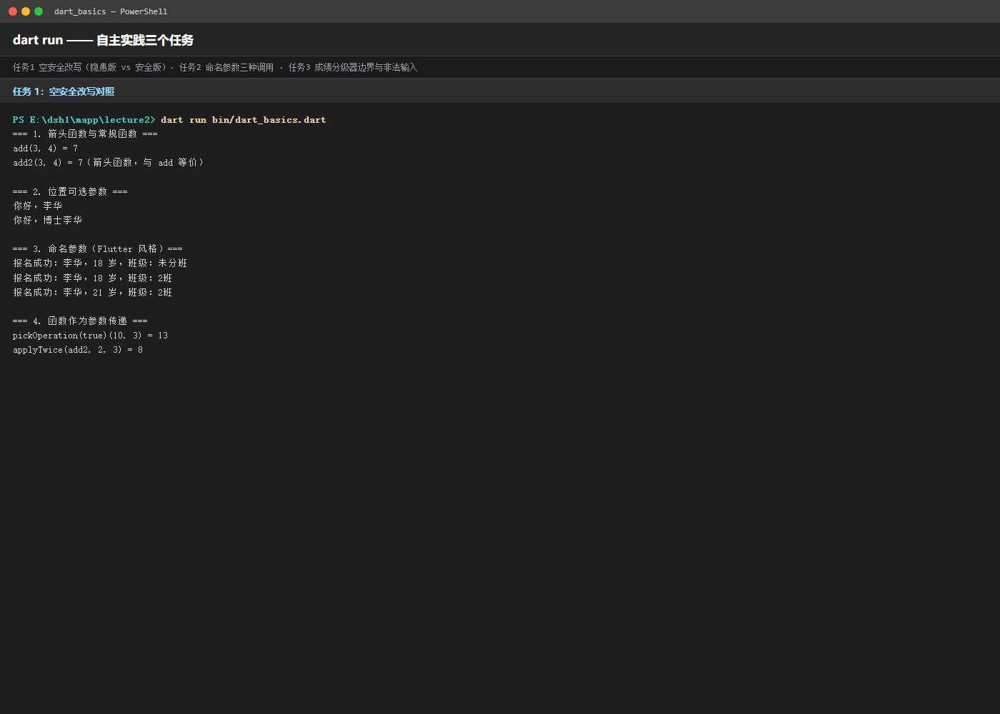 dart_basics — PowerShell
dart run —— 自主实践三个任务
任务1 空安全改写（隐患版 vs 安全版）· 任务2 命名参数三种调用 · 任务3 成绩分级器边界与非法输入
任务 1：空安全改写对照
PS E:\dsh1\mapp\lecture2> dart run bin/dart_basics.dart
=== 1. 箭头函数与常规函数 ===
add(3, 4) = 7
add2(3, 4) = 7（箭头函数，与 add 等价）
=== 2. 位置可选参数 ===
你好，李华
你好，博士李华
=== 3. 命名参数（Flutter 风格）===
报名成功：李华，18 岁，班级：未分班
报名成功：李华，18 岁，班级：2班
报名成功：李华，21 岁，班级：2班
=== 4. 函数作为参数传递 ===
pickOperation(true)(10, 3) = 13
applyTwice(add2, 2, 3) = 8